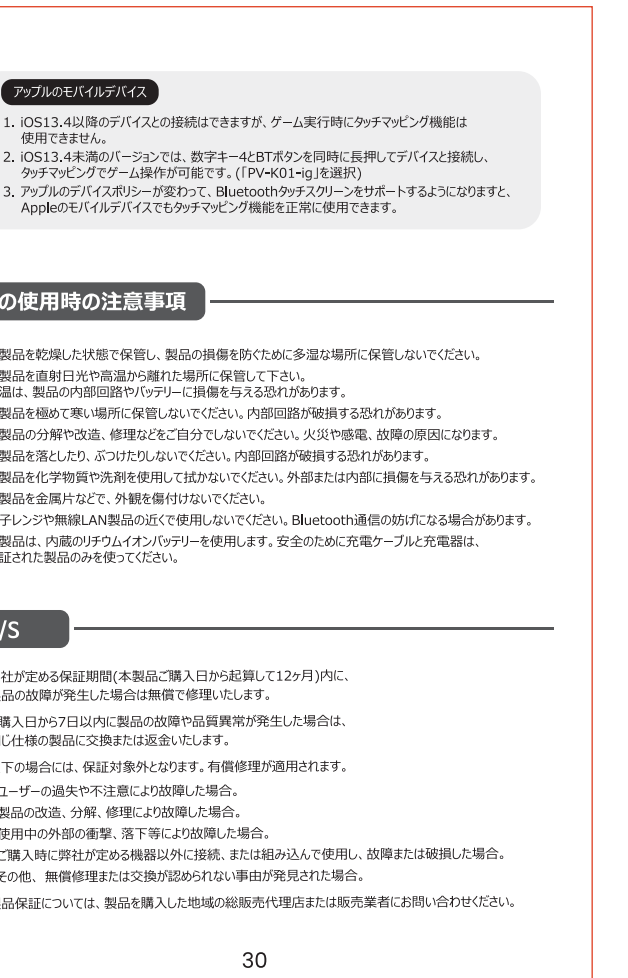 アップルのモバイルデバイス
1. iOS13.4以降のデバイスとの接続はできますが、ゲーム実行時にタッチマッピング機能は
使用できません。
2. iOS13.4未満のバージョンでは、数字キー4とBTボタンを同時に長押してデバイスと接続し、
タッチマッピングでゲーム操作が可能です。(「PV-K01-ig」を選択)
3. アップルのデバイスポリシーが変わって、Bluetoothタッチスクリーンをサポートするようになりますと、
Appleのモバイルデバイスでもタッチマッピング機能を正常に使用できます。
の使用時の注意事項
製品を乾燥した状態で保管し、製品の損傷を防ぐために多湿な場所に保管しないでください。
製品を直射日光や高温から離れた場所に保管して下さい。
温は、製品の内部回路やバッテリーに損傷を与える恐れがあります。
製品を極めて寒い場所に保管しないでください。内部回路が破損する恐れがあります。
製品の分解や改造、修理などをご自分でしないでください。火災や感電、故障の原因になります。
製品を落としたり、ぶつけたりしないでください。内部回路が破損する恐れがあります。
製品を化学物質や洗剤を使用して拭かないでください。外部または内部に損傷を与える恐れがあります。
製品を金属片などで、外観を傷付けないでください。
子レンジや無線LAN製品の近くで使用しないでください。Bluetooth通信の妨げになる場合があります。
製品は、内蔵のリチウムイオンバッテリーを使用します。安全のために充電ケーブルと充電器は、
証された製品のみを使ってください。
/S
社が定める保証期間(本製品ご購入日から起算して12ヶ月)内に、
品の故障が発生した場合は無償で修理いたします。
購入日から7日以内に製品の故障や品質異常が発生した場合は、
じ仕様の製品に交換または返金いたします。
下の場合には、保証対象外となります。有償修理が適用されます。
ユーザーの過失や不注意により故障した場合。
製品の改造、分解、修理により故障した場合。
使用中の外部の衝撃、落下等により故障した場合。
ご購入時に弊社が定める機器以外に接続、または組み込んで使用し、故障または破損した場合。
その他、無償修理または交換が認められない事由が発見された場合。
品保証については、製品を購入した地域の総販売代理店または販売業者にお問い合わせください。
30